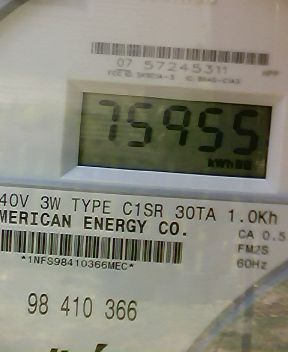 07 57245311
75955
kWh
40V 3W TYPE C1SR 30TA 1.0Kh
MERICAN ENERGY CO.
CA 0.5
FM2S
60Hz
*1NFS98410366MEC*
98 410 366